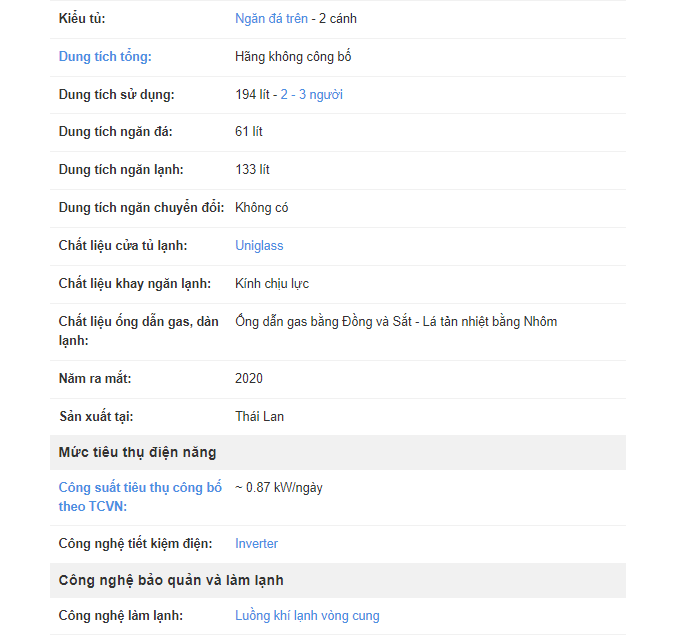 Kiểu tủ: Ngăn đá trên - 2 cánh
Dung tích tổng: Hãng không công bố
Dung tích sử dụng: 194 lít - 2 - 3 người
Dung tích ngăn đá: 61 lít
Dung tích ngăn lạnh: 133 lít
Dung tích ngăn chuyển đổi: Không có
Chất liệu cửa tủ lạnh: Uniglass
Chất liệu khay ngăn lạnh: Kính chịu lực
Chất liệu ống dẫn gas, dàn Ống dẫn gas bằng Đồng và Sắt - Lá tản nhiệt bằng Nhôm
lạnh:
Năm ra mắt: 2020
Sản xuất tại: Thái Lan
Mức tiêu thụ điện năng
Công suất tiêu thụ công bố ~ 0.87 kW/ngày
theo TCVN:
Công nghệ tiết kiệm điện: Inverter
Công nghệ bảo quản và làm lạnh
Công nghệ làm lạnh: Luồng khí lạnh vòng cung